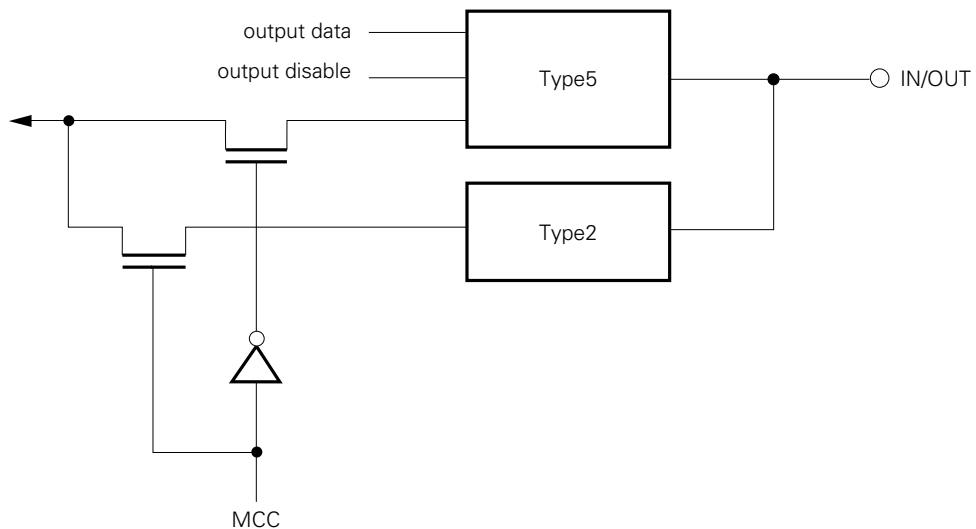 output data
output disable
Type5
IN/OUT
Type2
MCC